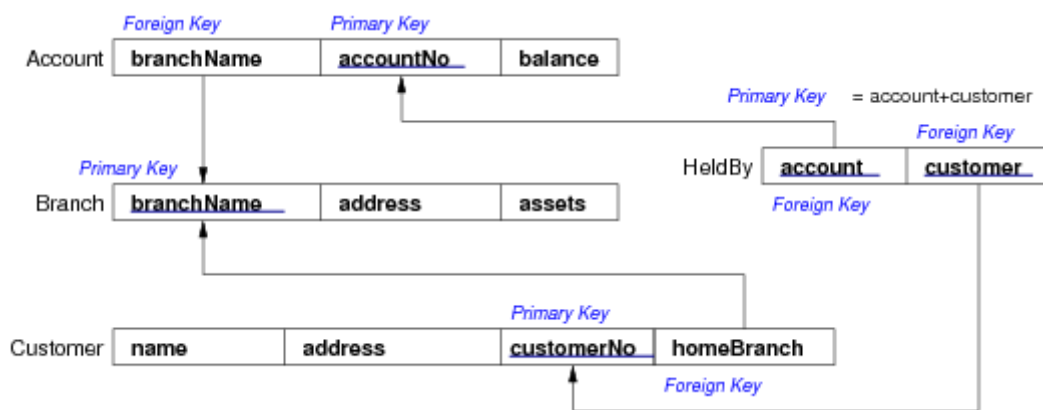 Foreign Key Primary Key
Account branchName accountNo balance
Primary Key = account+customer
Foreign Key
Primary Key HeldBy account customer
Branch branchName address assets
Foreign Key
Primary Key
Customer name address customerNo homeBranch
Foreign Key